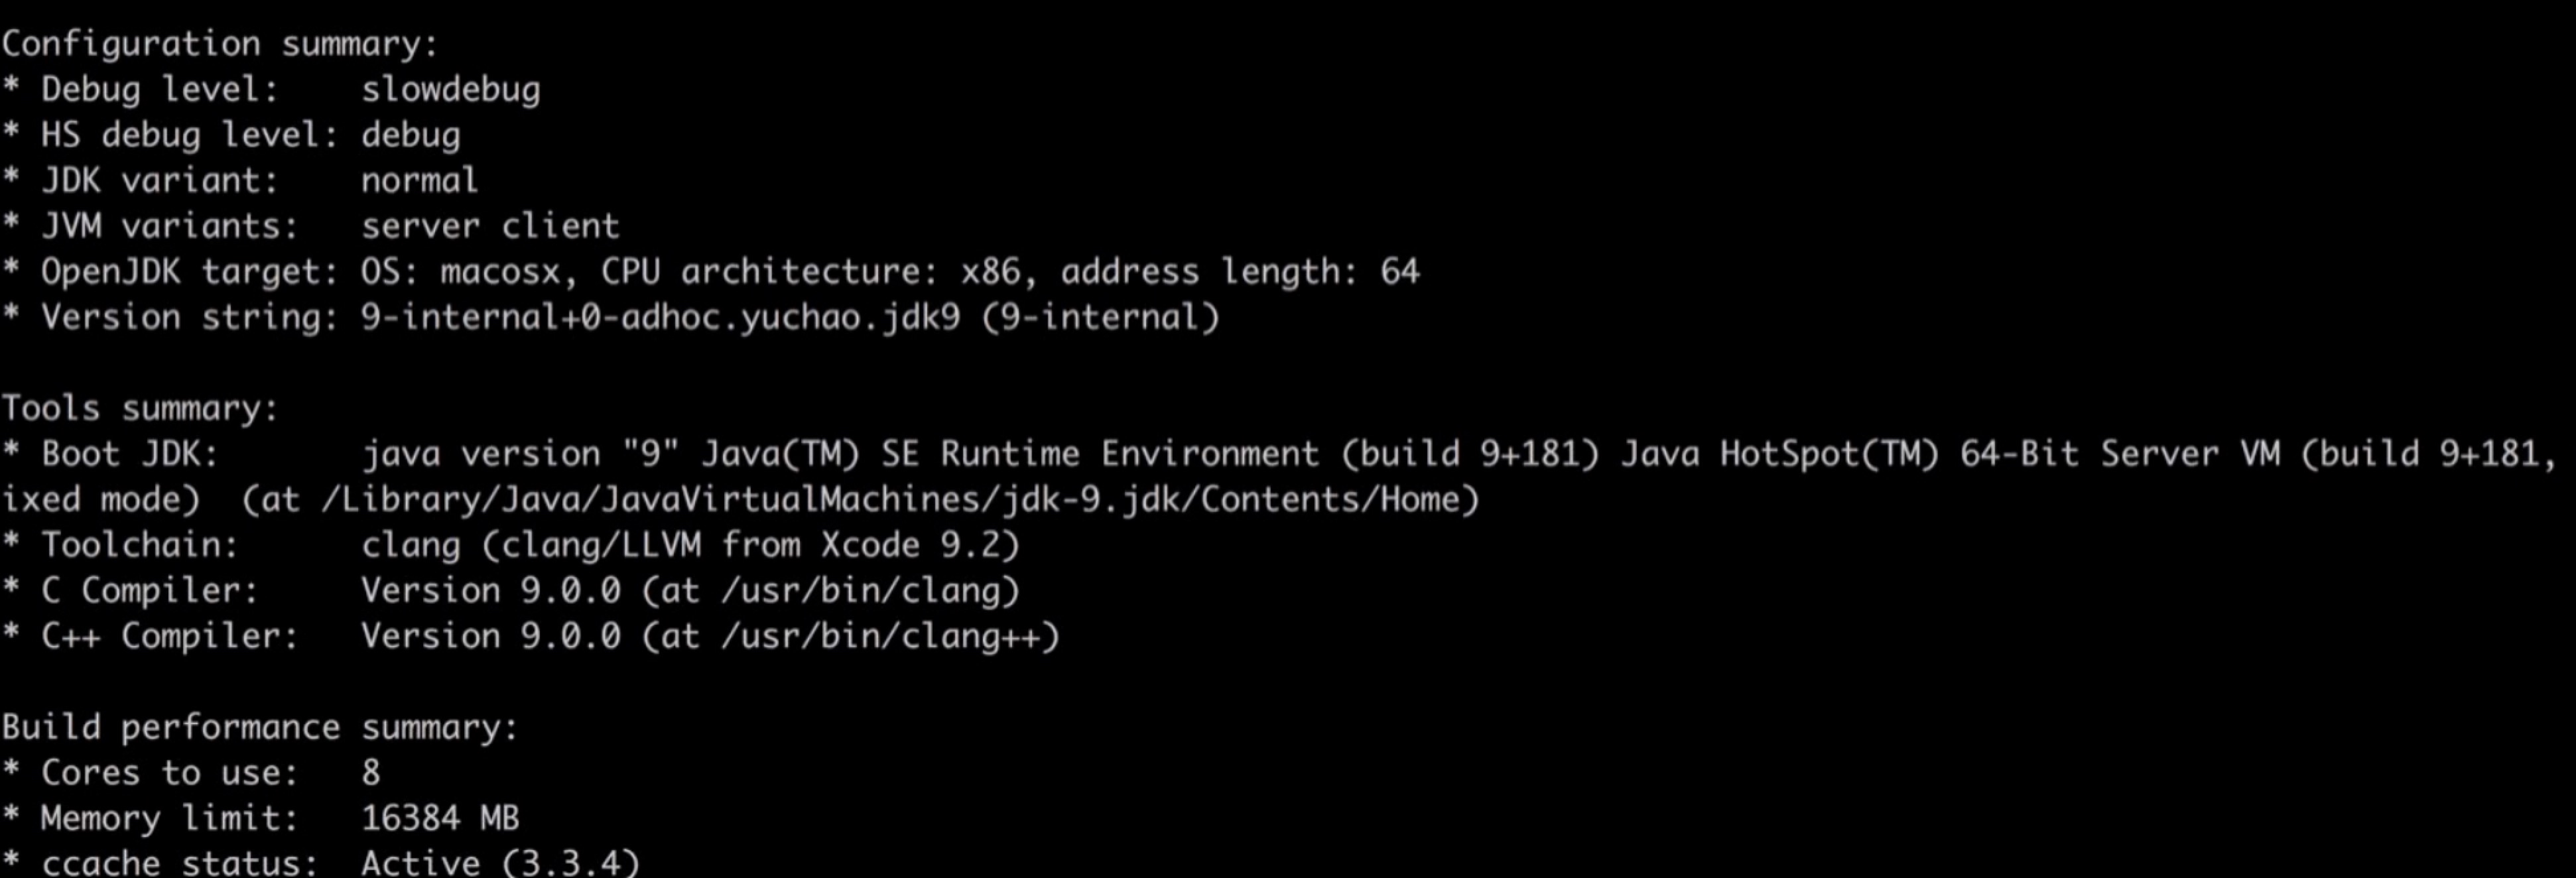 Configuration summary:
* Debug level:    slowdebug
* HS debug level: debug
* JDK variant:    normal
* JVM variants:   server client
* OpenJDK target: OS: macosx, CPU architecture: x86, address length: 64
* Version string: 9-internal+0-adhoc.yuchao.jdk9 (9-internal)

Tools summary:
* Boot JDK:       java version "9" Java(TM) SE Runtime Environment (build 9+181) Java HotSpot(TM) 64-Bit Server VM (build 9+181,
ixed mode)  (at /Library/Java/JavaVirtualMachines/jdk-9.jdk/Contents/Home)
* Toolchain:      clang (clang/LLVM from Xcode 9.2)
* C Compiler:     Version 9.0.0 (at /usr/bin/clang)
* C++ Compiler:   Version 9.0.0 (at /usr/bin/clang++)

Build performance summary:
* Cores to use:   8
* Memory limit:   16384 MB
* ccache status:  Active (3.3.4)